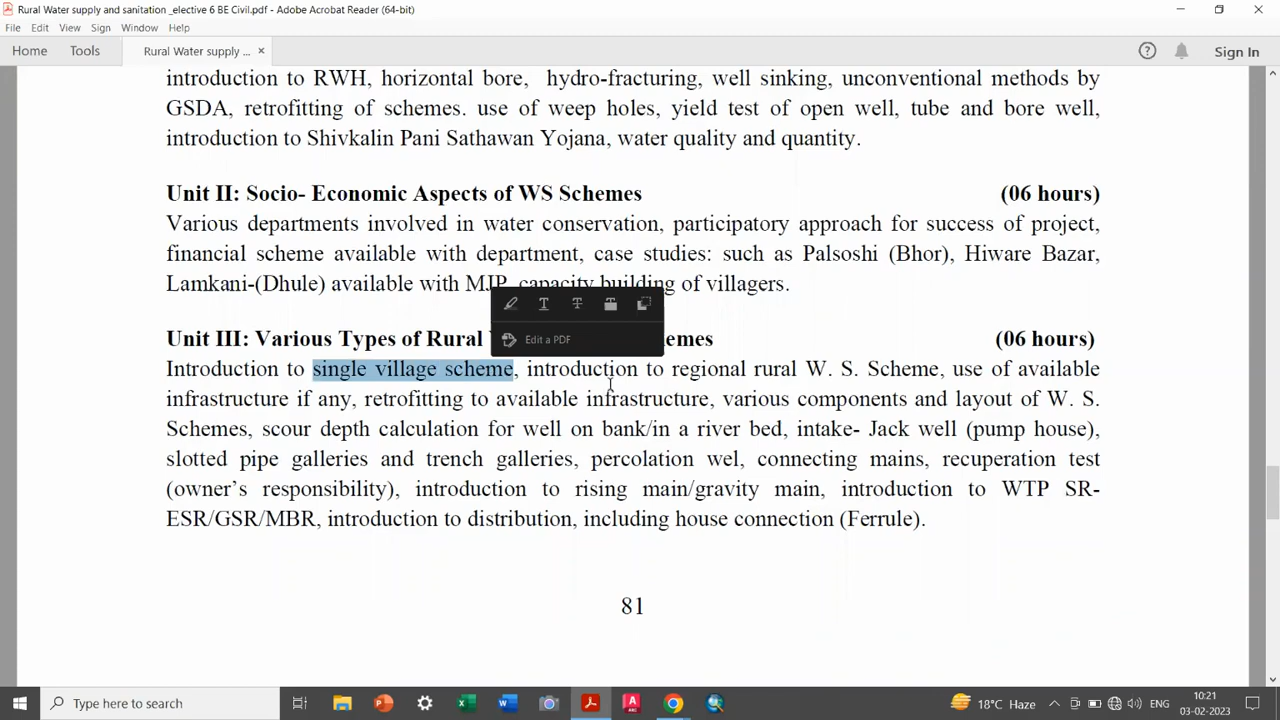 Rural Water supply and sanitation _elective 6 BE Civil.pdf - Adobe Acrobat Reader (64-bit)
File Edit View Sign Window Help
Home Tools Rural Water supply ... × Sign In
introduction to RWH, horizontal bore, hydro-fracturing, well sinking, unconventional methods by
GSDA, retrofitting of schemes. use of weep holes, yield test of open well, tube and bore well,
introduction to Shivkalin Pani Sathawan Yojana, water quality and quantity.
Unit II: Socio- Economic Aspects of WS Schemes (06 hours)
Various departments involved in water conservation, participatory approach for success of project,
financial scheme available with department, case studies: such as Palsoshi (Bhor), Hiware Bazar,
Lamkani-(Dhule) available with MJP, capacity building of villagers.
Edit a PDF
Unit III: Various Types of Rural emes (06 hours)
Introduction to single village scheme, introduction to regional rural W. S. Scheme, use of available
infrastructure if any, retrofitting to available infrastructure, various components and layout of W. S.
Schemes, scour depth calculation for well on bank/in a river bed, intake- Jack well (pump house),
slotted pipe galleries and trench galleries, percolation wel, connecting mains, recuperation test
(owner's responsibility), introduction to rising main/gravity main, introduction to WTP SR-
ESR/GSR/MBR, introduction to distribution, including house connection (Ferrule).
81
Type here to search 18°C Haze ENG 10:21
03-02-2023